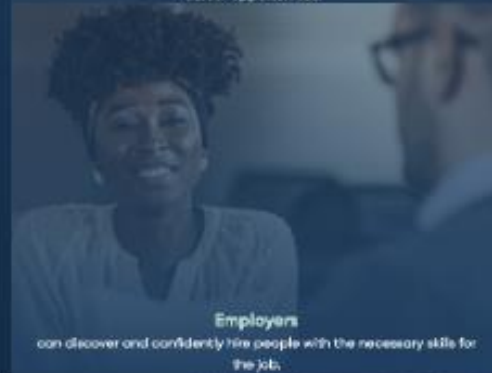 Employers
can discover and confidently hire people with the necessary skills for
the job.